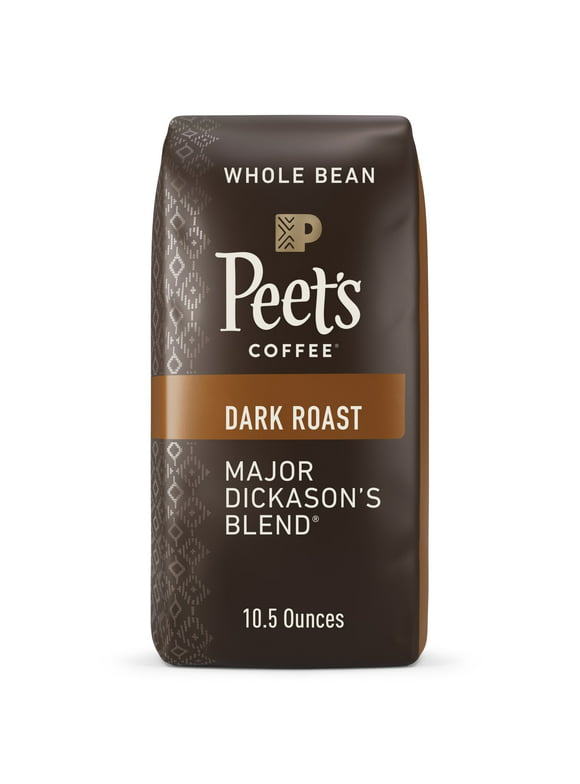 WHOLE BEAN
P
Peet's
COFFEE®
DARK ROAST
MAJOR
DICKASON'S
BLEND®
10.5 Ounces